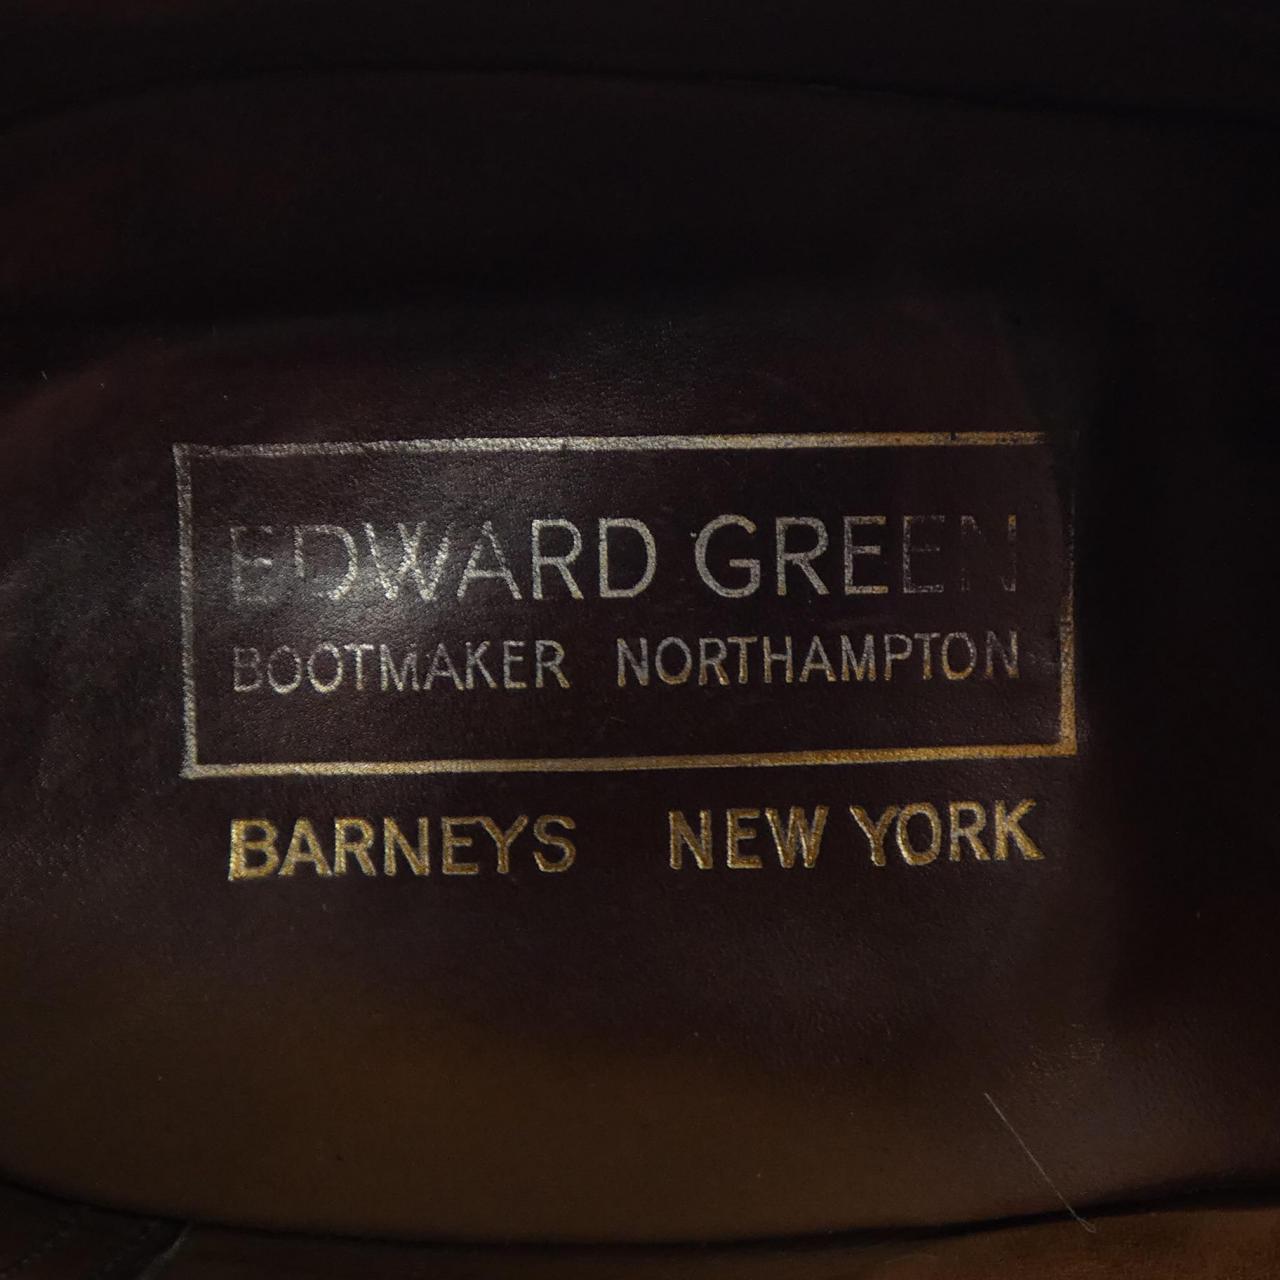 EDWARD GREEN
BOOTMAKER NORTHAMPTON
BARNEYS NEW YORK